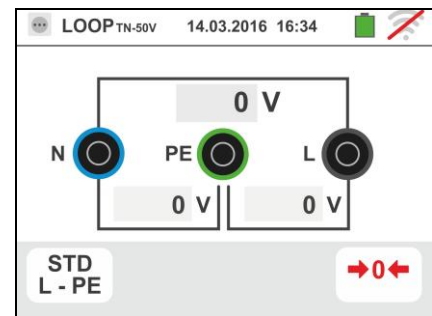 LOOP TN-50V 14.03.2016 16:34
0 V
N PE L
0 V 0 V
STD
L - PE
→0←